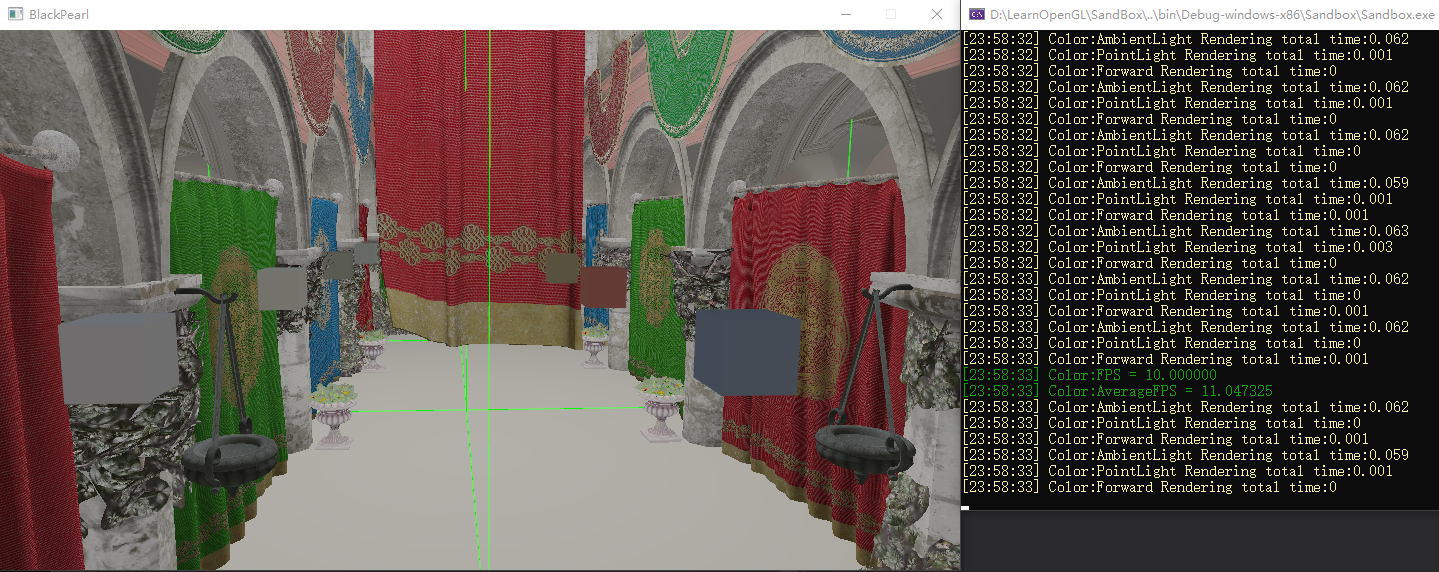 BlackPearl
D:\LearnOpenGL\SandBox\..\bin\Debug-windows-x86\Sandbox\Sandbox.exe
[23:58:32] Color:AmbientLight Rendering total time:0.062
[23:58:32] Color:PointLight Rendering total time:0.001
[23:58:32] Color:Forward Rendering total time:0
[23:58:32] Color:AmbientLight Rendering total time:0.062
[23:58:32] Color:PointLight Rendering total time:0.001
[23:58:32] Color:Forward Rendering total time:0
[23:58:32] Color:AmbientLight Rendering total time:0.062
[23:58:32] Color:PointLight Rendering total time:0
[23:58:32] Color:Forward Rendering total time:0
[23:58:32] Color:AmbientLight Rendering total time:0.059
[23:58:32] Color:PointLight Rendering total time:0.001
[23:58:32] Color:Forward Rendering total time:0.001
[23:58:32] Color:AmbientLight Rendering total time:0.063
[23:58:32] Color:PointLight Rendering total time:0.003
[23:58:32] Color:Forward Rendering total time:0
[23:58:33] Color:AmbientLight Rendering total time:0.062
[23:58:33] Color:PointLight Rendering total time:0
[23:58:33] Color:Forward Rendering total time:0.001
[23:58:33] Color:AmbientLight Rendering total time:0.062
[23:58:33] Color:PointLight Rendering total time:0
[23:58:33] Color:Forward Rendering total time:0.001
[23:58:33] Color:FPS = 10.000000
[23:58:33] Color:AverageFPS = 11.047325
[23:58:33] Color:AmbientLight Rendering total time:0.062
[23:58:33] Color:PointLight Rendering total time:0
[23:58:33] Color:Forward Rendering total time:0.001
[23:58:33] Color:AmbientLight Rendering total time:0.059
[23:58:33] Color:PointLight Rendering total time:0.001
[23:58:33] Color:Forward Rendering total time:0